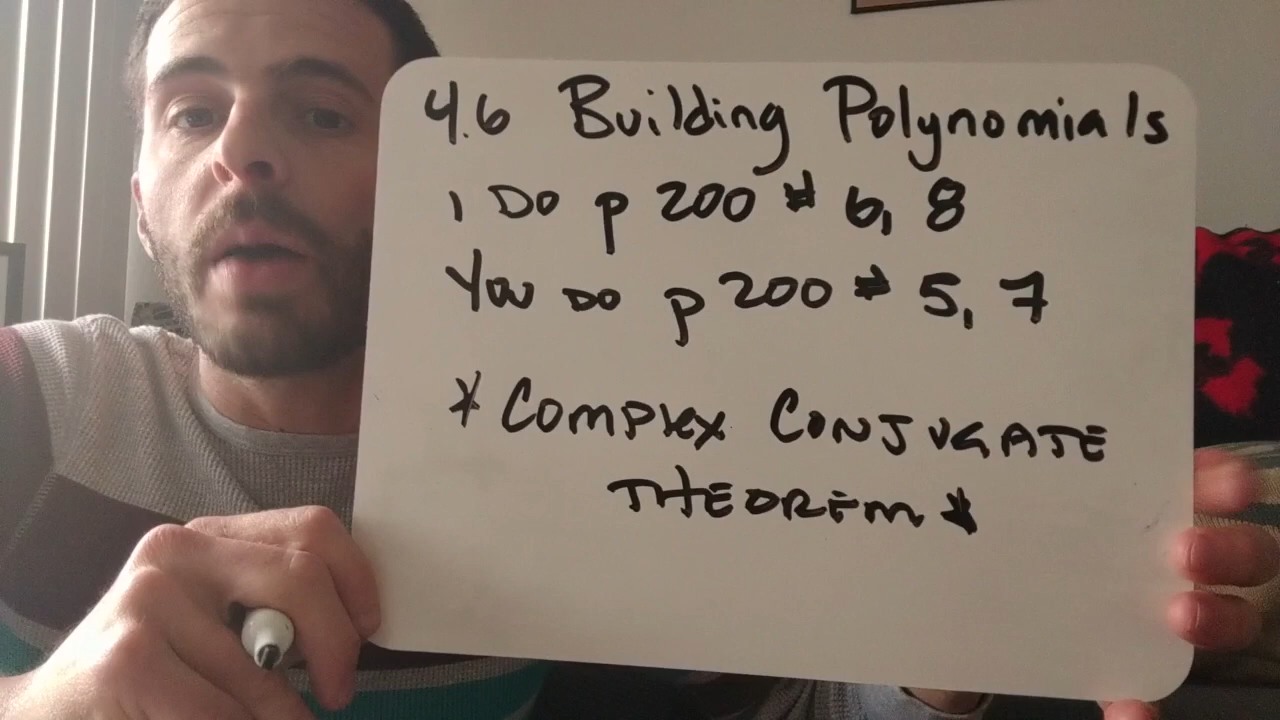 4.6 Building Polynomials
I DO p 200 # 6, 8
YOU DO p 200 # 5, 7
* COMPLEX CONJUGATE
THEOREM *